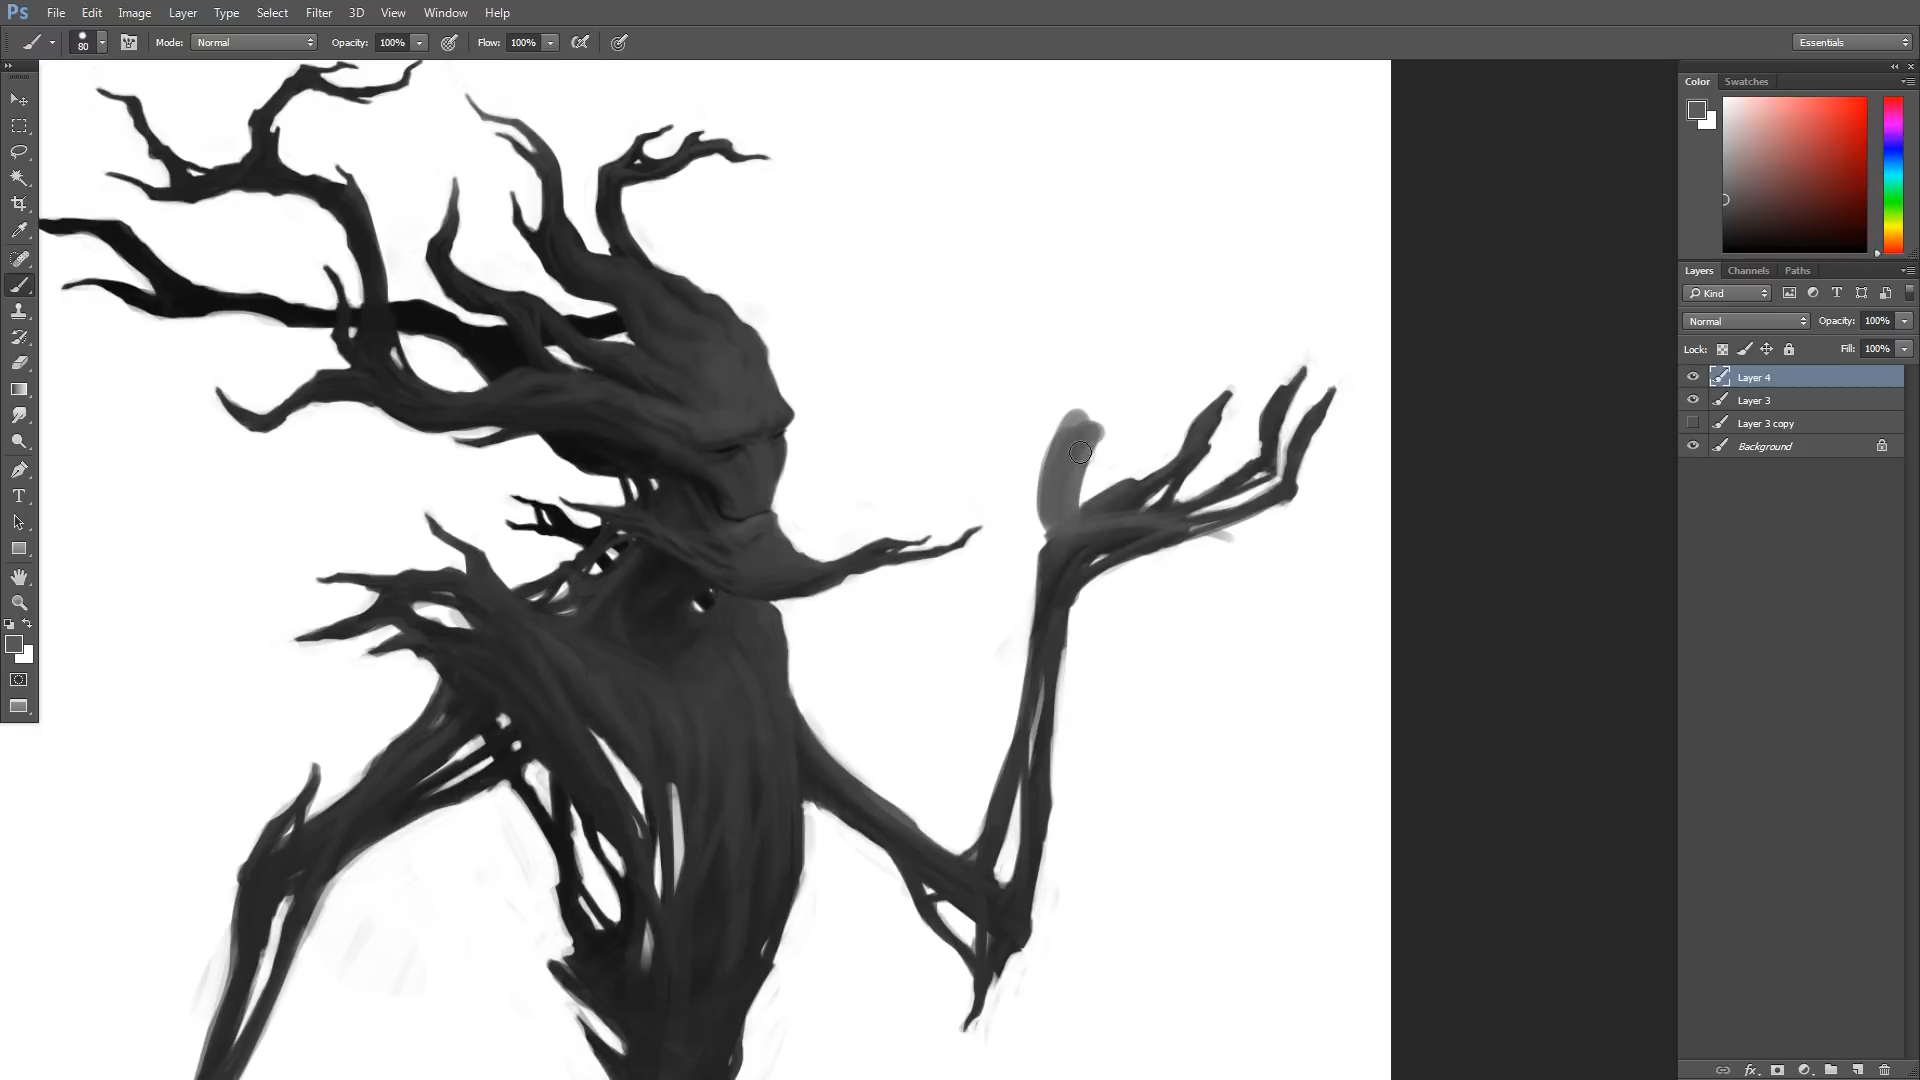 Ps File Edit Image Layer Type Select Filter 3D View Window Help
80 Mode: Normal Opacity: 100% Flow: 100% Essentials
Color Swatches
Layers Channels Paths
Kind
Normal Opacity: 100%
Lock: Fill: 100%
Layer 4
Layer 3
Layer 3 copy
Background
T
fx